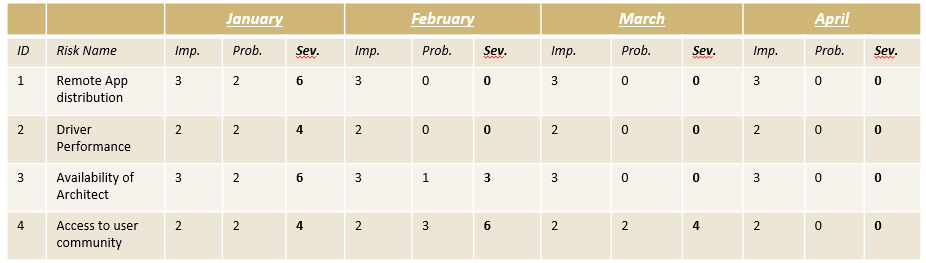 January February March April
ID Risk Name Imp. Prob. Sev. Imp. Prob. Sev. Imp. Prob. Sev. Imp. Prob. Sev.
1 Remote App 3 2 6 3 0 0 3 0 0 3 0 0
distribution
2 Driver 2 2 4 2 0 0 2 0 0 2 0 0
Performance
3 Availability of 3 2 6 3 1 3 3 0 0 3 0 0
Architect
4 Access to user 2 2 4 2 3 6 2 2 4 2 0 0
community